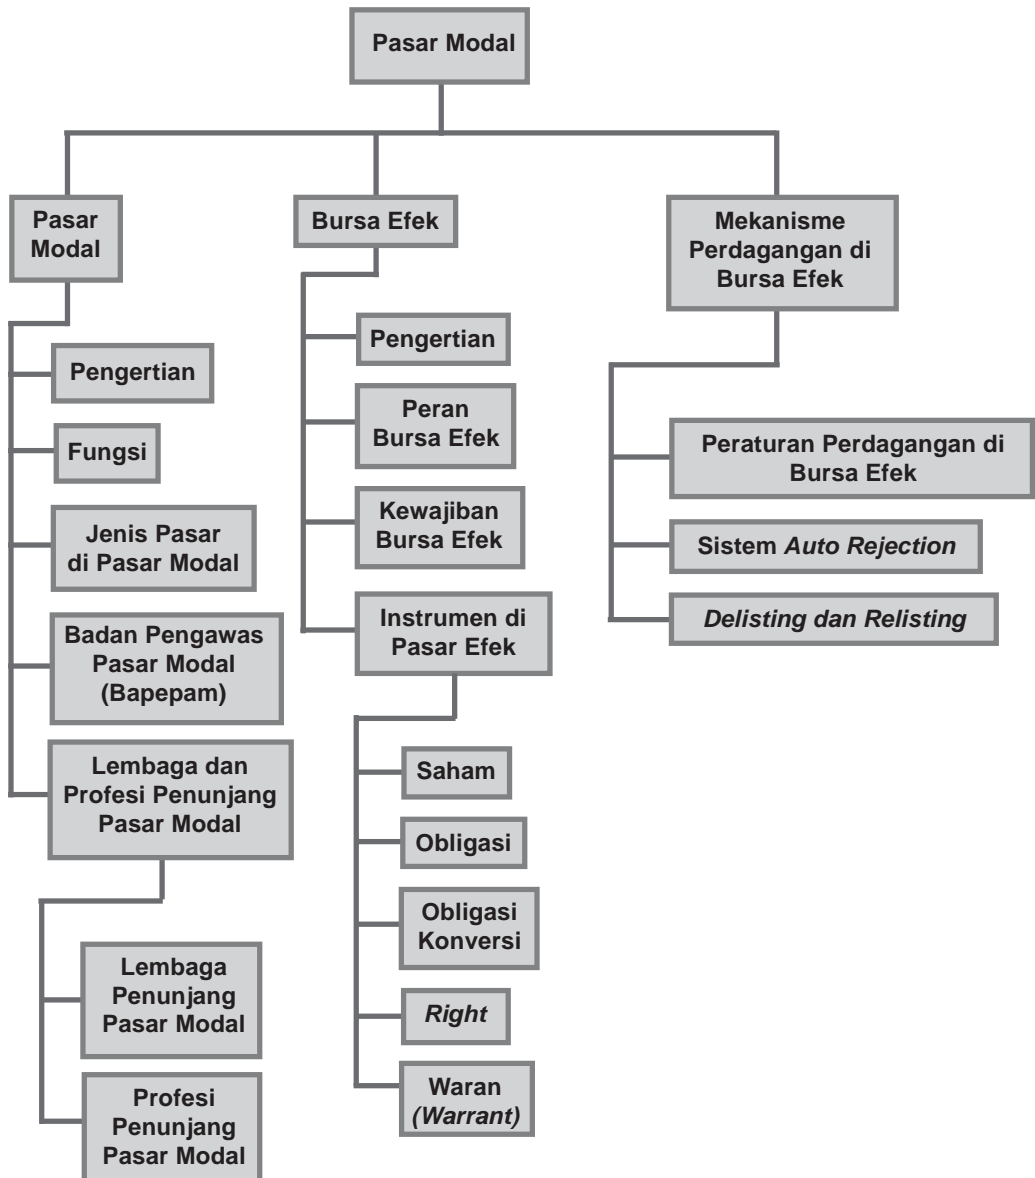 Pasar Modal
Pasar
Modal
Pengertian
Fungsi
Jenis Pasar
di Pasar Modal
Badan Pengawas
Pasar Modal
(Bapepam)
Lembaga dan
Profesi Penunjang
Pasar Modal
Lembaga
Penunjang
Pasar Modal
Profesi
Penunjang
Pasar Modal
Bursa Efek
Pengertian
Peran
Bursa Efek
Kewajiban
Bursa Efek
Instrumen di
Pasar Efek
Saham
Obligasi
Obligasi
Konversi
Right
Waran
(Warrant)
Mekanisme
Perdagangan di
Bursa Efek
Peraturan Perdagangan di
Bursa Efek
Sistem Auto Rejection
Delisting dan Relisting